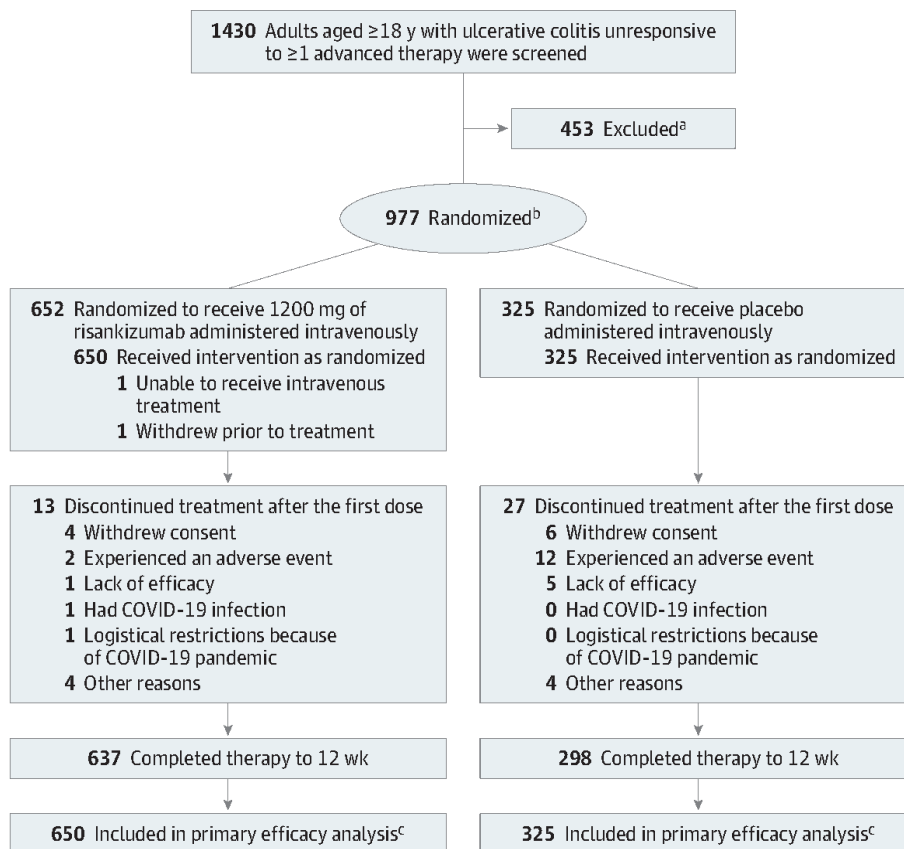 1430 Adults aged ≥18 y with ulcerative colitis unresponsive
to ≥1 advanced therapy were screened
453 Excludedᵃ
977 Randomizedᵇ
652 Randomized to receive 1200 mg of
risankizumab administered intravenously
650 Received intervention as randomized
1 Unable to receive intravenous
treatment
1 Withdrew prior to treatment
325 Randomized to receive placebo
administered intravenously
325 Received intervention as randomized
13 Discontinued treatment after the first dose
4 Withdrew consent
2 Experienced an adverse event
1 Lack of efficacy
1 Had COVID-19 infection
1 Logistical restrictions because
of COVID-19 pandemic
4 Other reasons
27 Discontinued treatment after the first dose
6 Withdrew consent
12 Experienced an adverse event
5 Lack of efficacy
0 Had COVID-19 infection
0 Logistical restrictions because
of COVID-19 pandemic
4 Other reasons
637 Completed therapy to 12 wk
298 Completed therapy to 12 wk
650 Included in primary efficacy analysisᶜ
325 Included in primary efficacy analysisᶜ